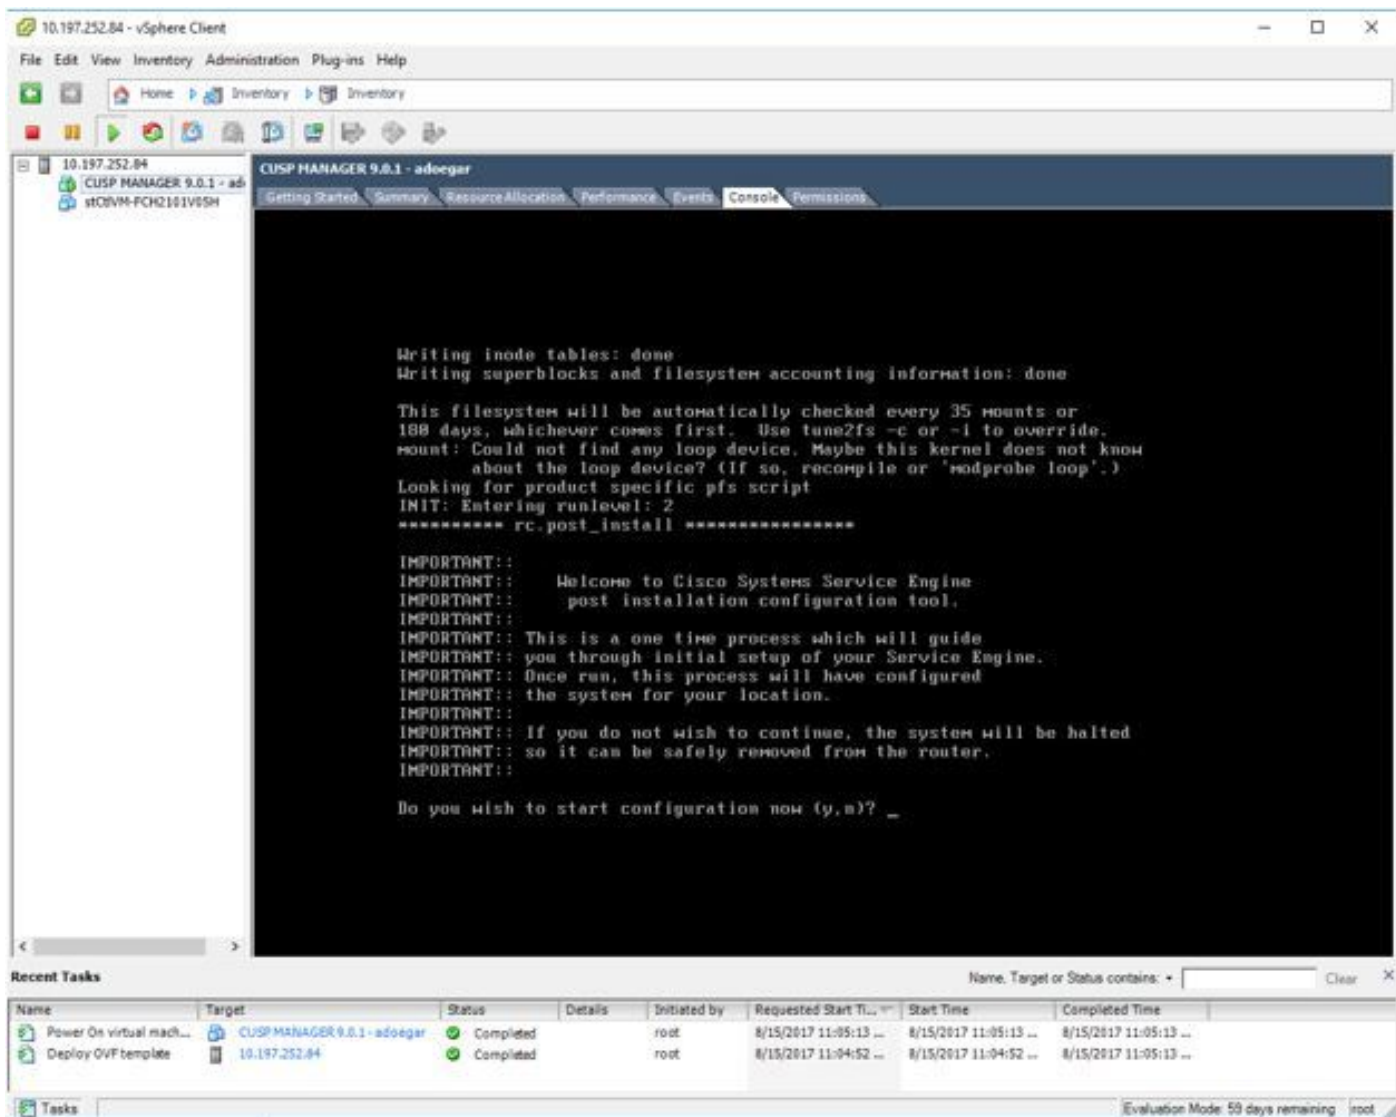 10.197.252.84 - vSphere Client
File Edit View Inventory Administration Plug-ins Help
Home Inventory Inventory
10.197.252.84
CUSP MANAGER 9.0.1 - ad
stCtlVM-FCH2101V05H
CUSP MANAGER 9.0.1 - adoegar
Getting Started Summary Resource Allocation Performance Events Console Permissions
Writing inode tables: done
Writing superblocks and filesystem accounting information: done
This filesystem will be automatically checked every 35 mounts or
180 days, whichever comes first.  Use tune2fs -c or -i to override.
mount: Could not find any loop device. Maybe this kernel does not know
about the loop device? (If so, recompile or 'modprobe loop'.)
Looking for product specific pfs script
INIT: Entering runlevel: 2
********** rc.post_install ****************
IMPORTANT::
IMPORTANT:: Welcome to Cisco Systems Service Engine
IMPORTANT:: post installation configuration tool.
IMPORTANT::
IMPORTANT:: This is a one time process which will guide
IMPORTANT:: you through initial setup of your Service Engine.
IMPORTANT:: Once run, this process will have configured
IMPORTANT:: the system for your location.
IMPORTANT::
IMPORTANT:: If you do not wish to continue, the system will be halted
IMPORTANT:: so it can be safely removed from the router.
IMPORTANT::
Do you wish to start configuration now (y,n)? _
Recent Tasks Name, Target or Status contains: Clear
Name Target Status Details Initiated by Requested Start Ti... Start Time Completed Time
Power On virtual mach... CUSP MANAGER 9.0.1 - adoegar Completed root 8/15/2017 11:05:13 ... 8/15/2017 11:05:13 ... 8/15/2017 11:05:13 ...
Deploy OVF template 10.197.252.84 Completed root 8/15/2017 11:04:52 ... 8/15/2017 11:04:52 ... 8/15/2017 11:05:13 ...
Tasks Evaluation Mode: 59 days remaining root